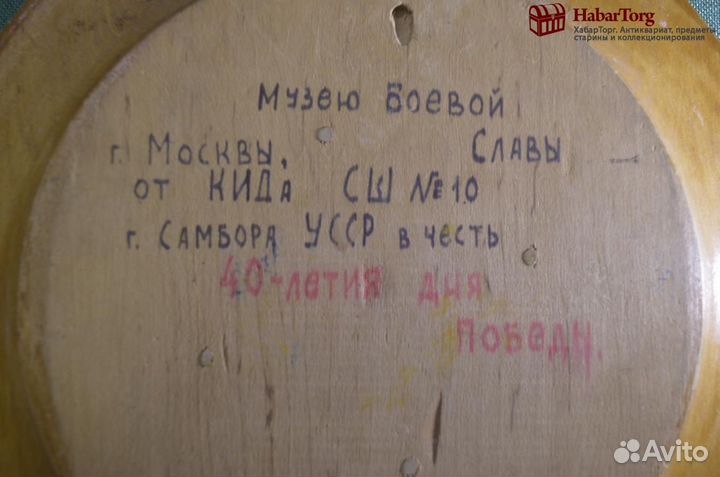 HabarTorg
ХабарТорг. Антиквариат, предметы
старины и коллекционирования
Музею Боевой
г. Москвы, Славы
от КИДа СШ №10
г. Самбора УССР в честь
40-летия дня
Победы.
Avito